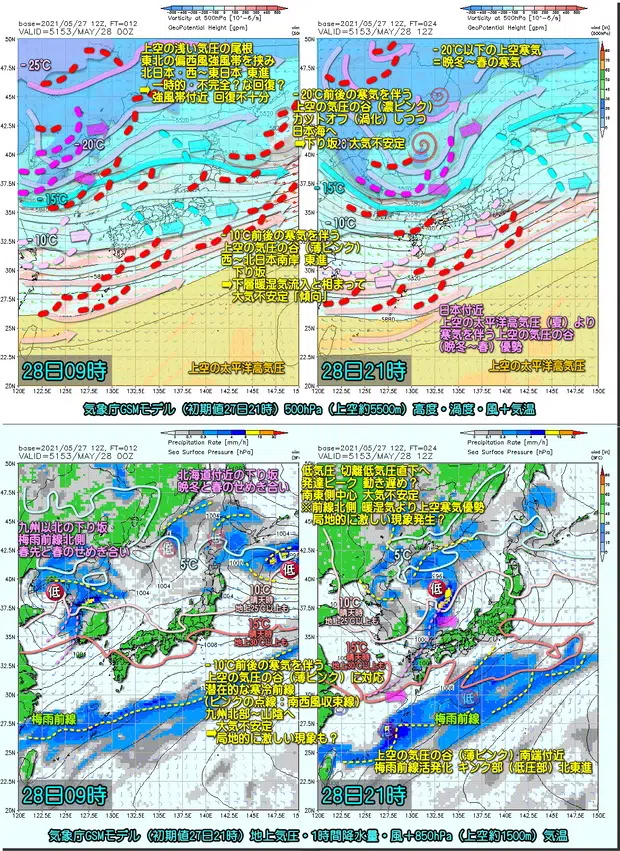 base=2021/05/27 12Z, FT=012
VALID=5153/MAY/28 00Z
Vorticity at 500hPa [10^-6/s]
GeoPotential Height [gpm]
上空の浅い気圧の尾根
東北の偏西風強風帯を挟み
北日本・西～東日本 東進
➡一時的・不完全？な回復？
強風帯付近 回復不十分
-25℃
-20℃
-15℃
-10℃
-10℃前後の寒気を伴う
上空の気圧の谷（薄ピンク）
西～北日本南岸 東進
下り坂
➡下層暖湿気流入と相まって
大気不安定「傾向」
上空の太平洋高気圧
28日09時
base=2021/05/27 12Z, FT=024
VALID=5153/MAY/28 12Z
Vorticity at 500hPa [10^-6/s]
GeoPotential Height [gpm]
-20℃以下の上空寒気
=晩冬～春の寒気
-20℃前後の寒気を伴う
上空の気圧の谷（濃ピンク）
カットオフ（渦化）しつつ
日本海へ
➡下り坂 大気不安定
-15℃
-10℃
5820
5880
日本付近
上空の太平洋高気圧（夏）より
寒気を伴う上空の気圧の谷
（晩冬～春）優勢
上空の太平洋高気圧
28日21時
気象庁GSMモデル（初期値27日21時）500hPa（上空約5500m）高度・渦度・風+気温
base=2021/05/27 12Z, FT=012
VALID=5153/MAY/28 00Z
Precipitation Rate [mm/h]
Sea Surface Pressure [hPa]
北海道付近の下り坂
晩冬と春のせめぎ合い
九州以北の下り坂
梅雨前線北側
春先と春のせめぎ合い
低
低
低
5℃
10℃
晴天時
地上25℃以上も
15℃
晴天時
地上30℃以上も
-10℃前後の寒気を伴う
上空の気圧の谷（薄ピンク）に対応
潜在的な寒冷前線
（ピンクの点線：南西風収束線）
九州北部～山陰へ
大気不安定
➡局地的に激しい現象も？
梅雨前線
28日09時
base=2021/05/27 12Z, FT=024
VALID=5153/MAY/28 12Z
Precipitation Rate [mm/h]
Sea Surface Pressure [hPa]
低気圧 切離低気圧直下へ
発達ピーク 動き遅め？
南東側中心 大気不安定
※前線北側 暖湿気より上空寒気優勢
局地的に激しい現象発生？
5℃
低
10℃
晴天時
地上25℃以上も
15℃
晴天時
地上30℃以上も
低
梅雨前線
上空の気圧の谷（薄ピンク）南端付近
梅雨前線活発化 キンク部（低圧部）北東進
28日21時
気象庁GSMモデル（初期値27日21時）地上気圧・1時間降水量・風+850hPa（上空約1500m）気温